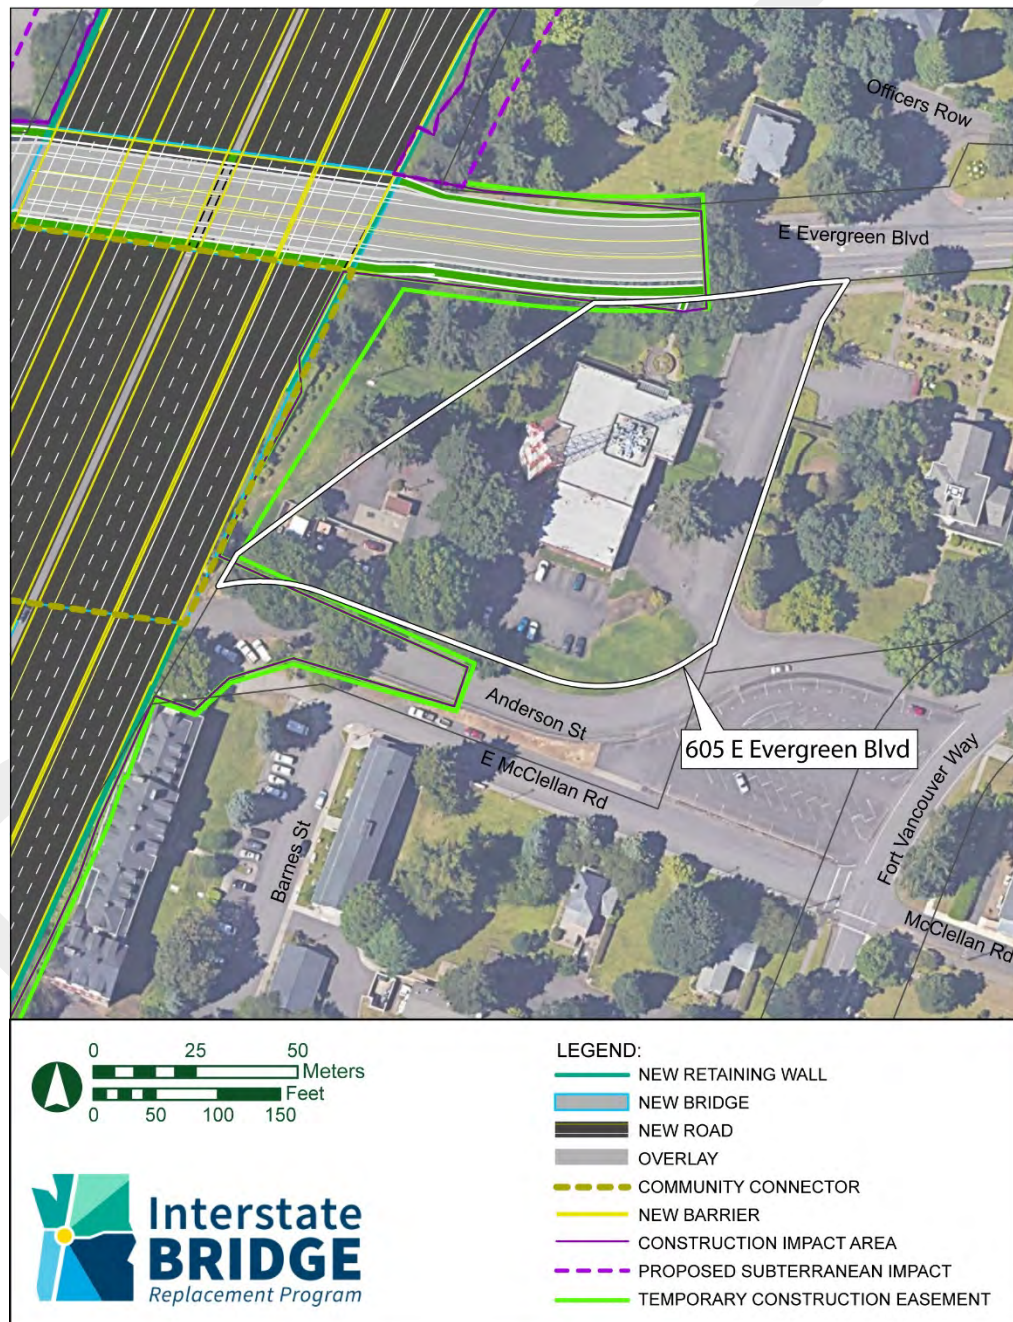 Officers Row
E Evergreen Blvd
Anderson St
605 E Evergreen Blvd
E McClellan Rd
Fort Vancouver Way
Barnes St
McClellan Rd
0 25 50
Meters
Feet
0 50 100 150
Interstate
BRIDGE
Replacement Program
LEGEND:
NEW RETAINING WALL
NEW BRIDGE
NEW ROAD
OVERLAY
COMMUNITY CONNECTOR
NEW BARRIER
CONSTRUCTION IMPACT AREA
PROPOSED SUBTERRANEAN IMPACT
TEMPORARY CONSTRUCTION EASEMENT